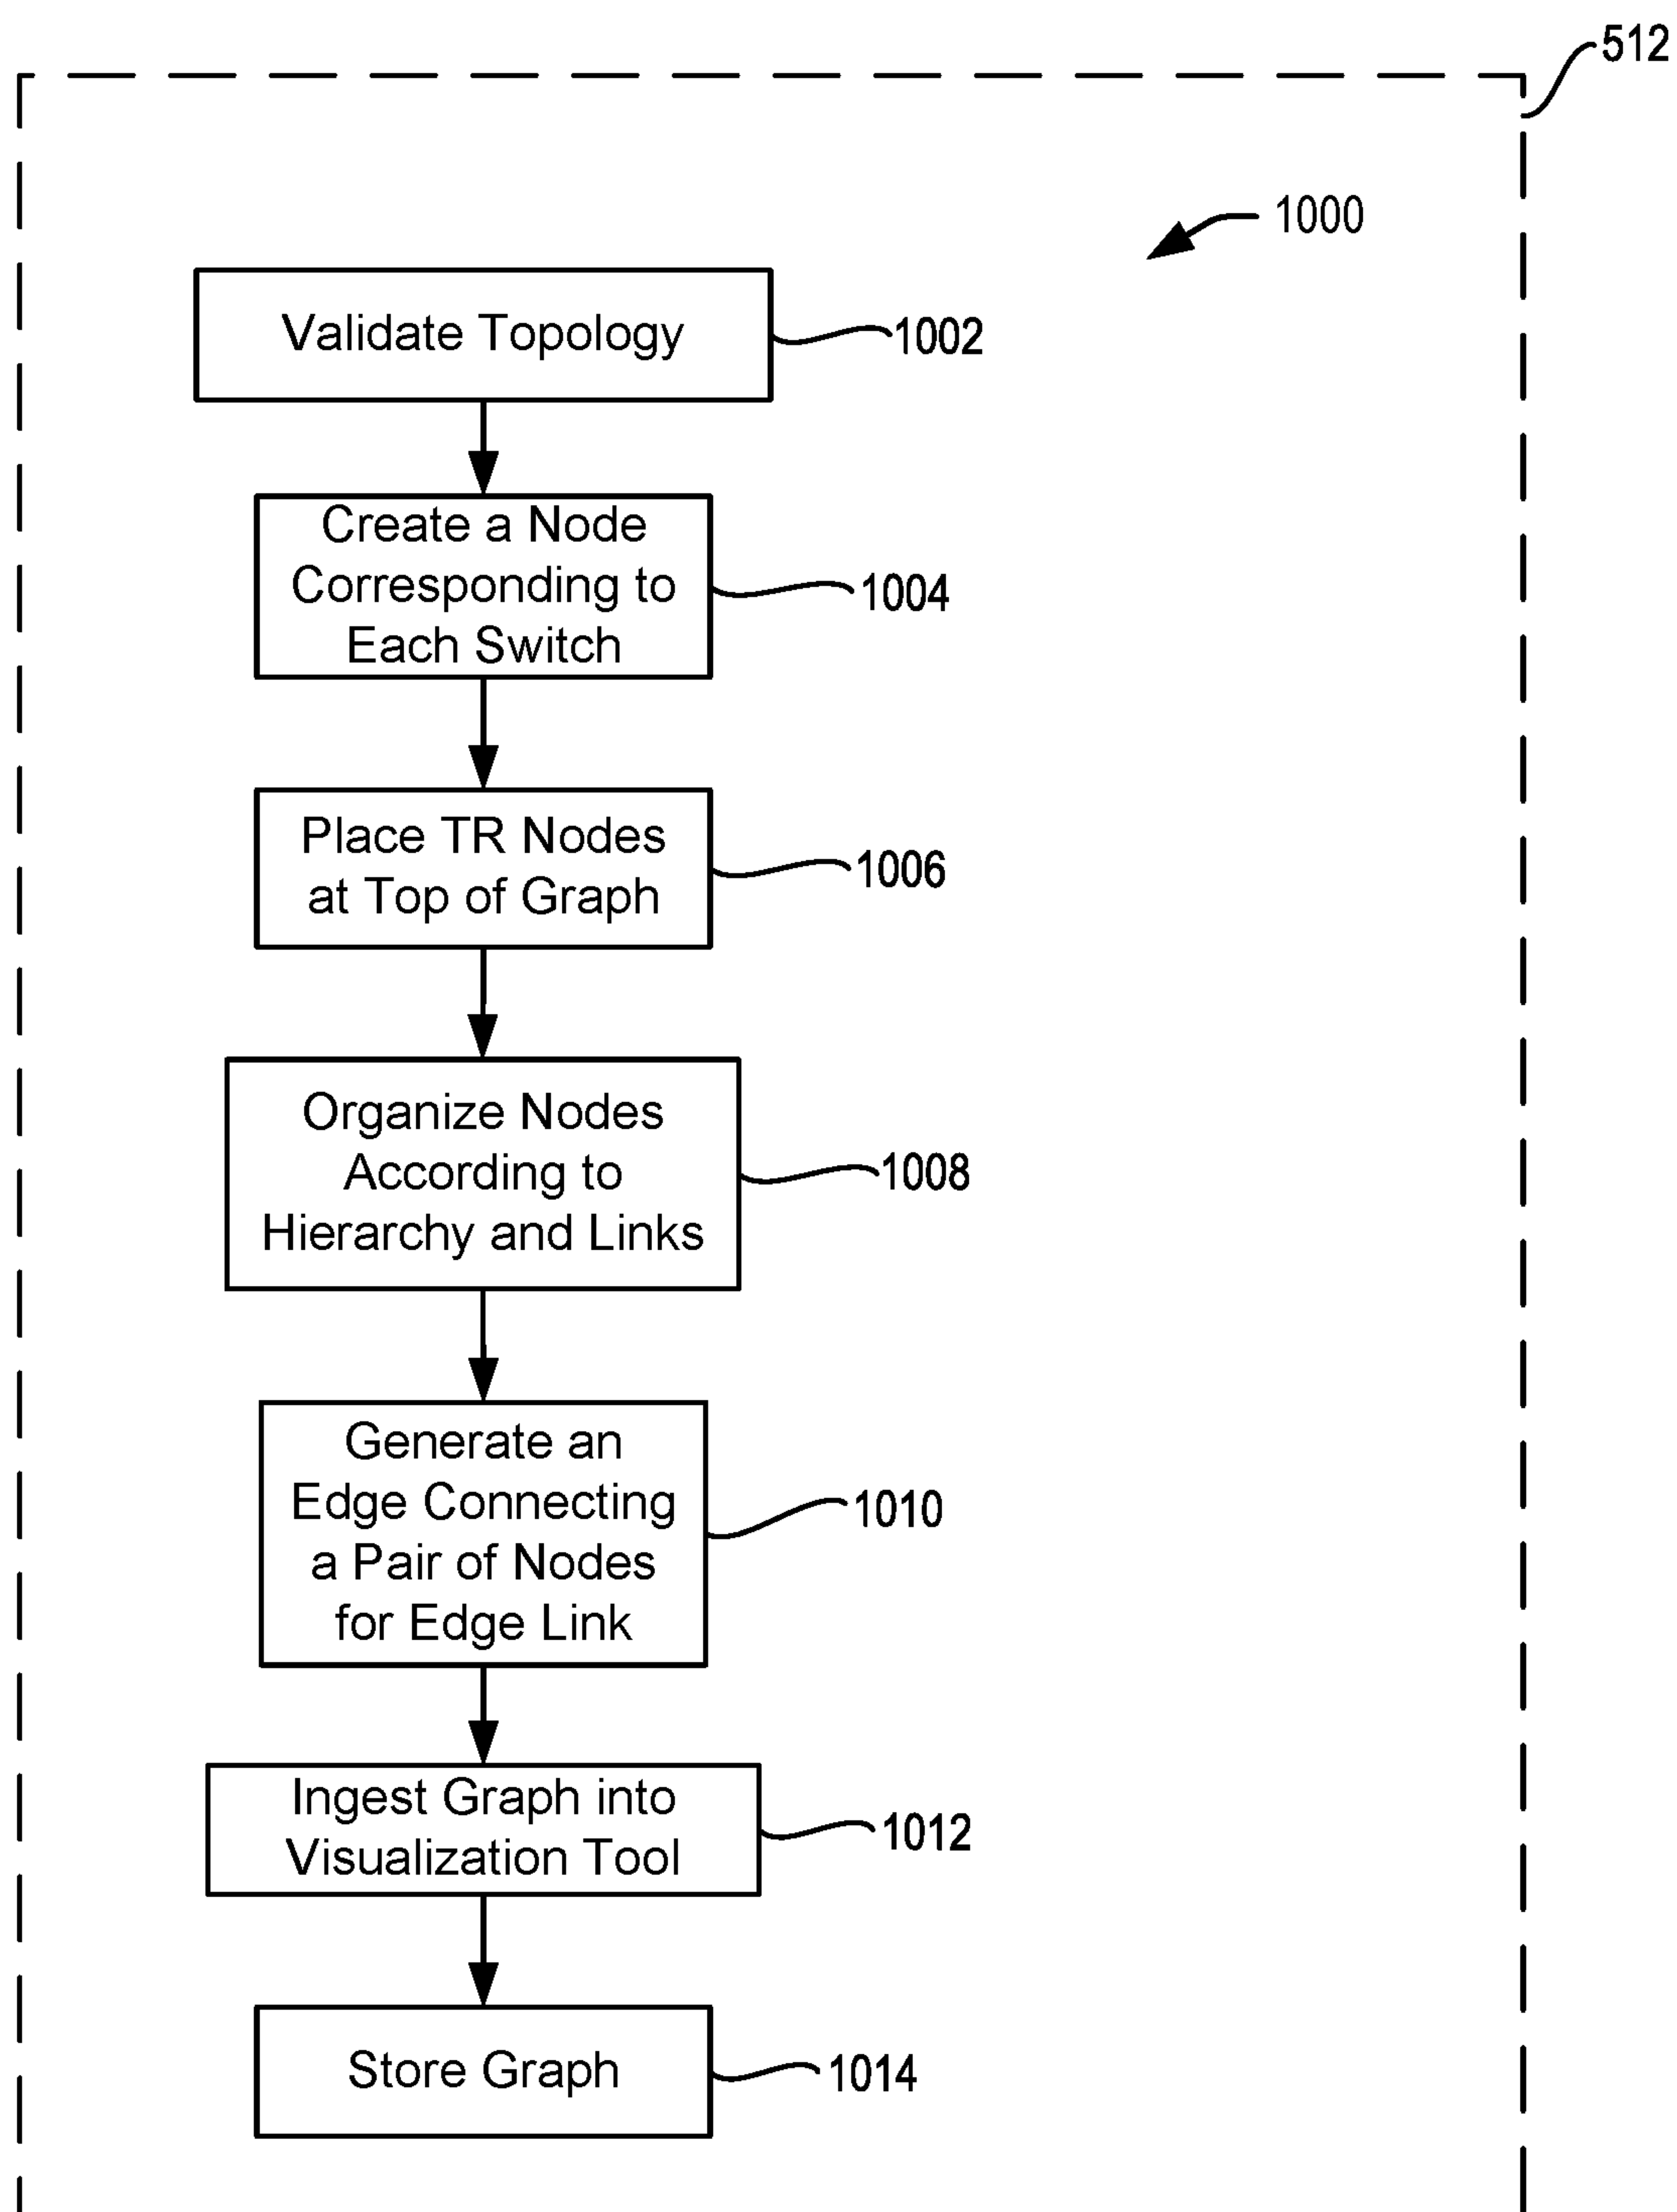 512
1000
Validate Topology
1002
Create a Node
Corresponding to
Each Switch
1004
Place TR Nodes
at Top of Graph
1006
Organize Nodes
According to
Hierarchy and Links
1008
Generate an
Edge Connecting
a Pair of Nodes
for Edge Link
1010
Ingest Graph into
Visualization Tool
1012
Store Graph
1014